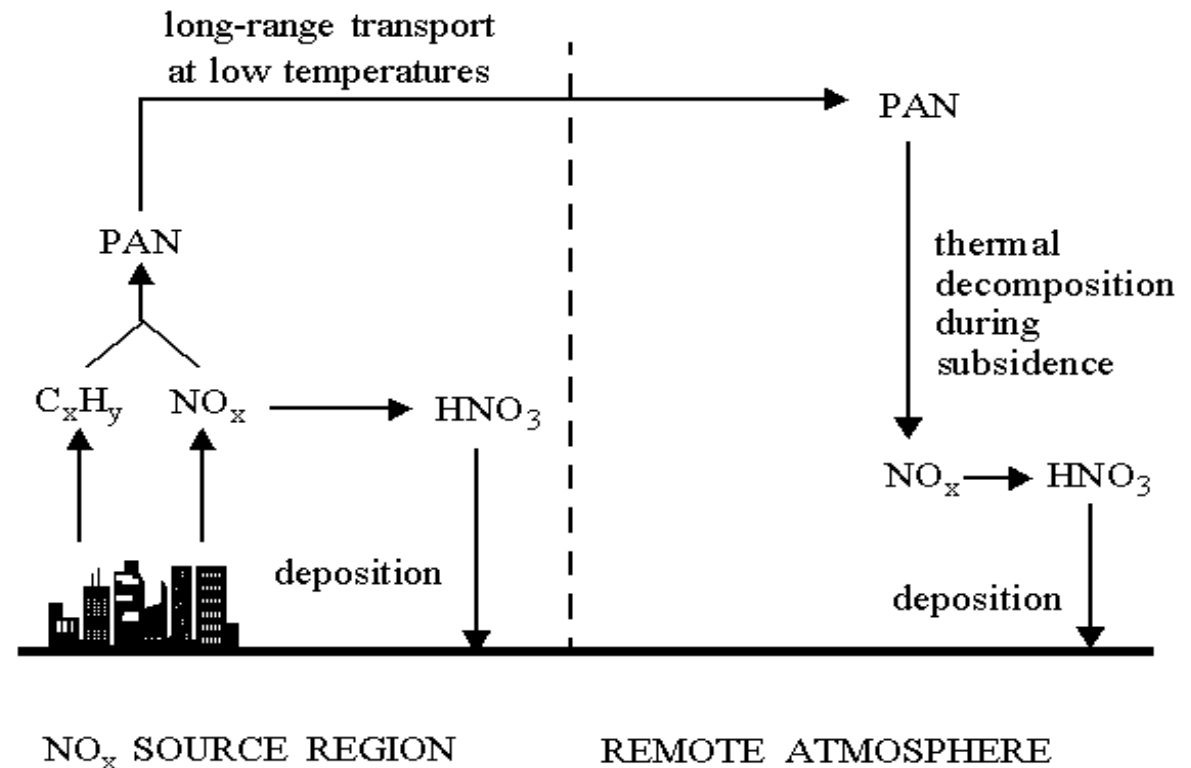 long-range transport
at low temperatures
PAN
PAN
thermal
decomposition
during
subsidence
CₓHᵧ
NOₓ
HNO₃
NOₓ
HNO₃
deposition
deposition
NOₓ SOURCE REGION
REMOTE ATMOSPHERE